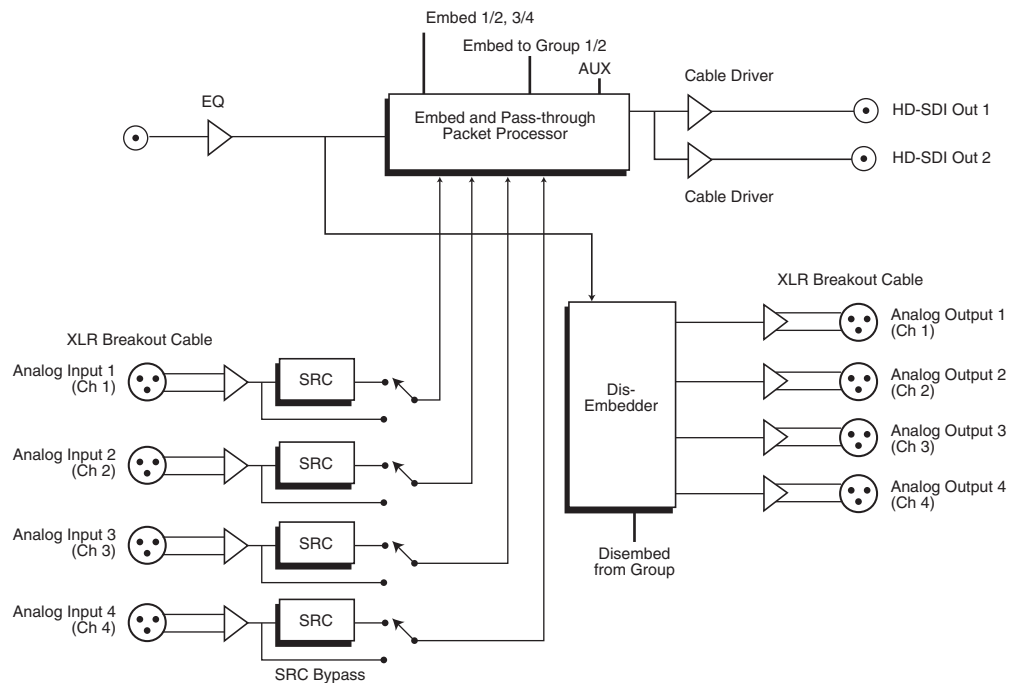 Embed 1/2, 3/4
Embed to Group 1/2
AUX
Cable Driver
EQ
Embed and Pass-through
Packet Processor
HD-SDI Out 1
HD-SDI Out 2
Cable Driver
XLR Breakout Cable
Analog Output 1
(Ch 1)
XLR Breakout Cable
Analog Input 1
(Ch 1)
SRC
Dis-
Embedder
Analog Output 2
(Ch 2)
Analog Input 2
(Ch 2)
SRC
Analog Output 3
(Ch 3)
Analog Output 4
(Ch 4)
Analog Input 3
(Ch 3)
SRC
Disembed
from Group
Analog Input 4
(Ch 4)
SRC
SRC Bypass